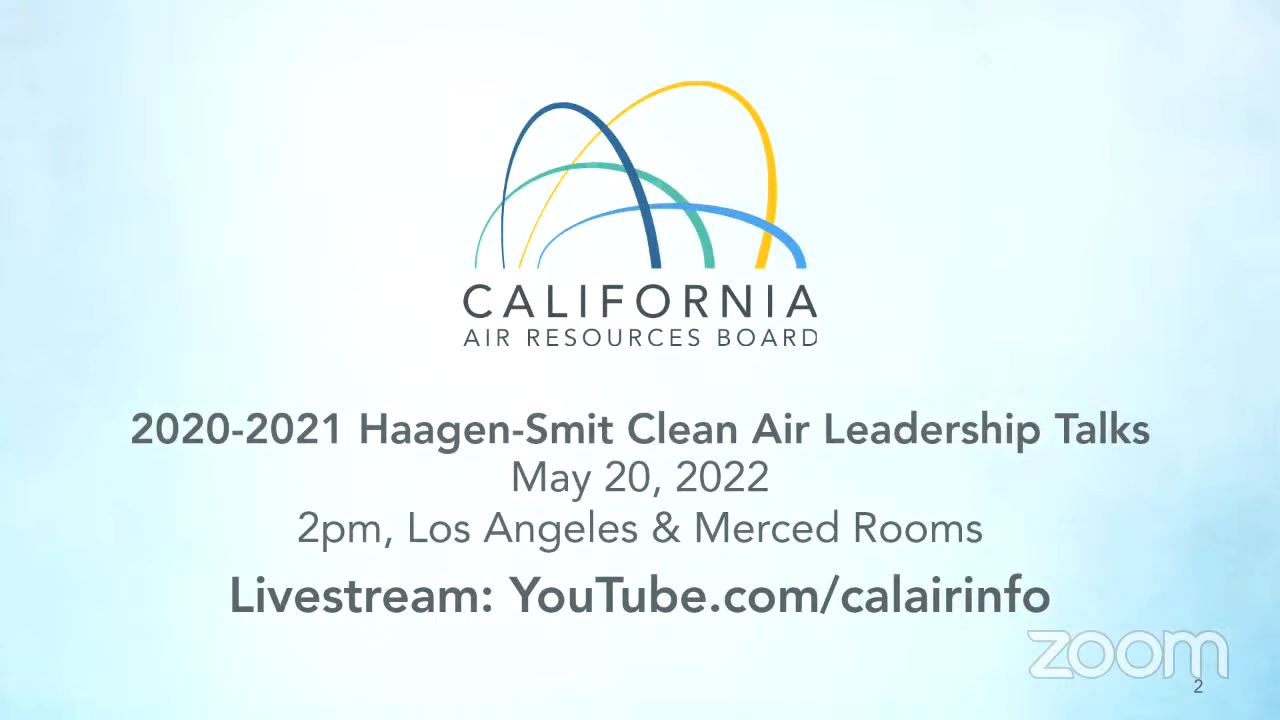 CALIFORNIA
AIR RESOURCES BOARD
2020-2021 Haagen-Smit Clean Air Leadership Talks
May 20, 2022
2pm, Los Angeles & Merced Rooms
Livestream: YouTube.com/calairinfo
zoom
2